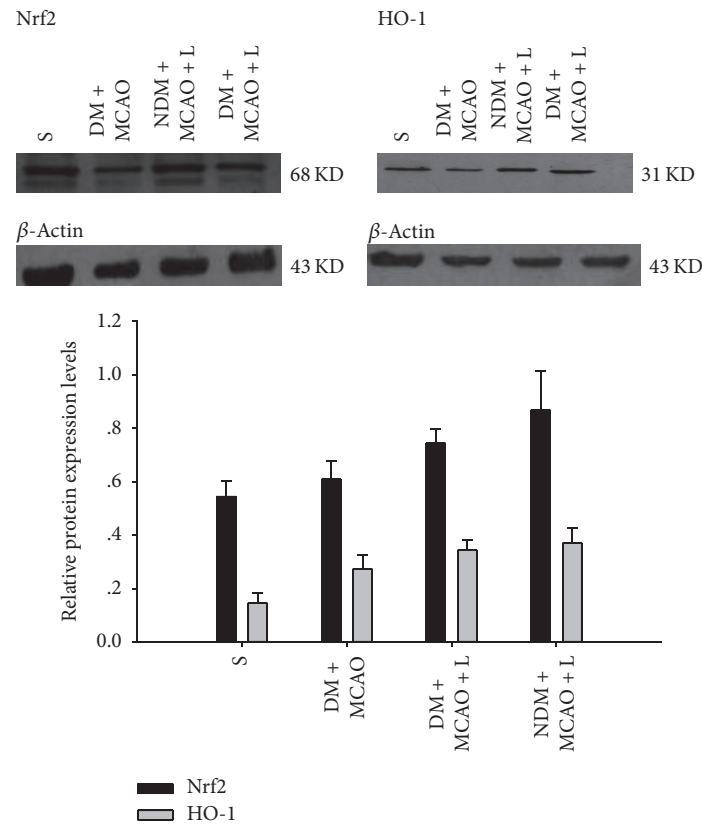 Nrf2
S
DM +
MCAO
NDM +
MCAO + L
DM +
MCAO + L
68 KD
β-Actin
43 KD
HO-1
S
DM +
MCAO
NDM +
MCAO + L
DM +
MCAO + L
31 KD
β-Actin
43 KD
Relative protein expression levels
1.2
1.0
.8
.6
.4
.2
0.0
S
DM +
MCAO
DM +
MCAO + L
NDM +
MCAO + L
Nrf2
HO-1